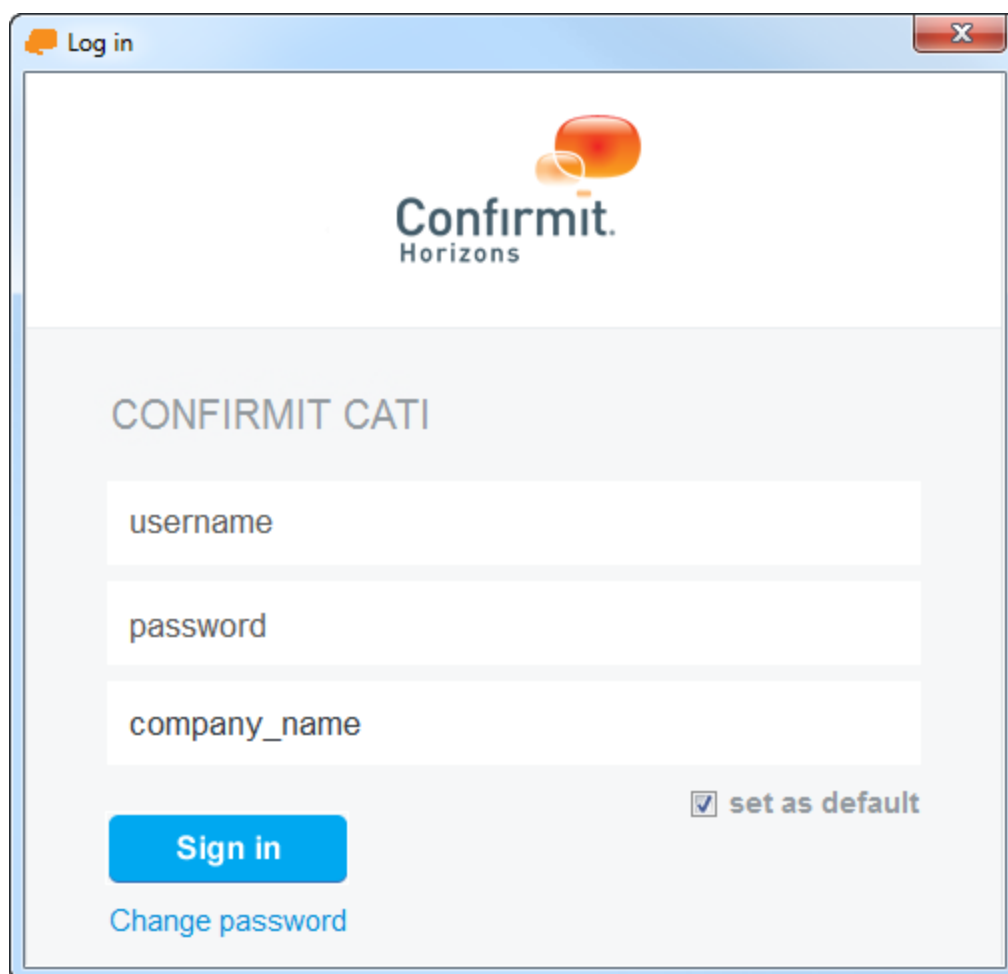 Log in
Confirmit.
Horizons
CONFIRMIT CATI
username
password
company_name
set as default
Sign in
Change password